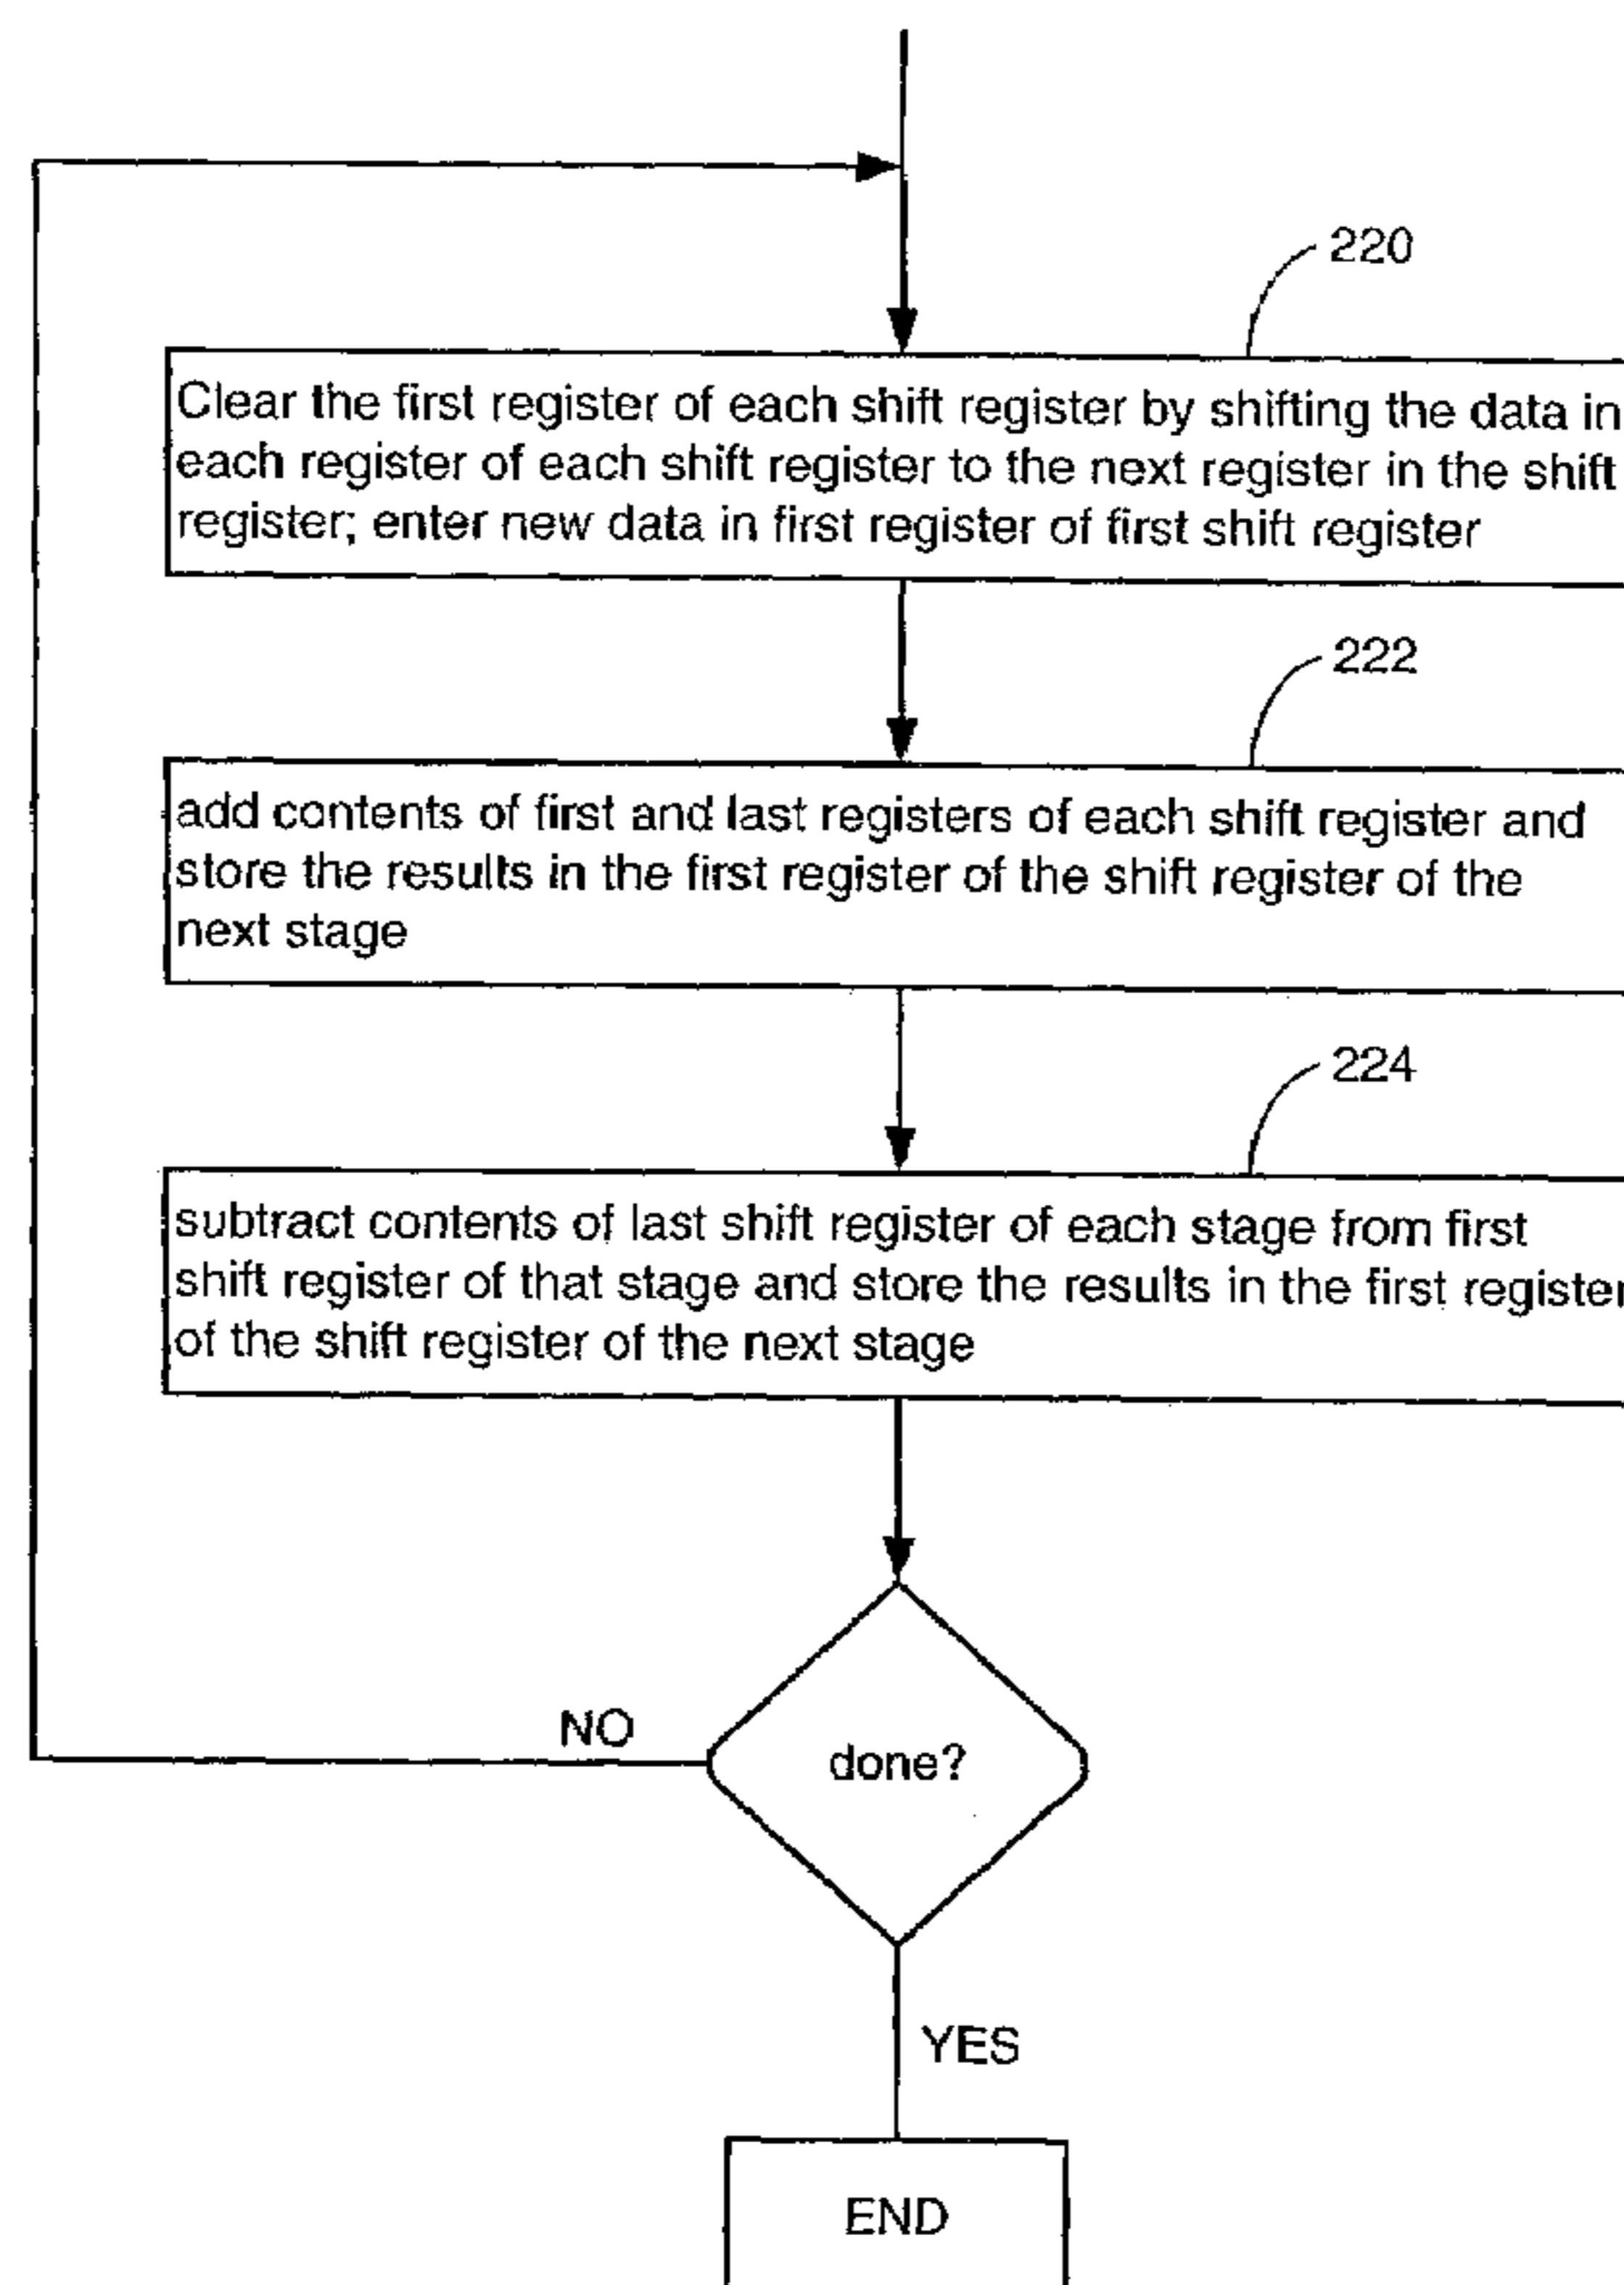 220
Clear the first register of each shift register by shifting the data in
each register of each shift register to the next register in the shift
register; enter new data in first register of first shift register
222
add contents of first and last registers of each shift register and
store the results in the first register of the shift register of the
next stage
224
subtract contents of last shift register of each stage from first
shift register of that stage and store the results in the first register
of the shift register of the next stage
NO
done?
YES
END